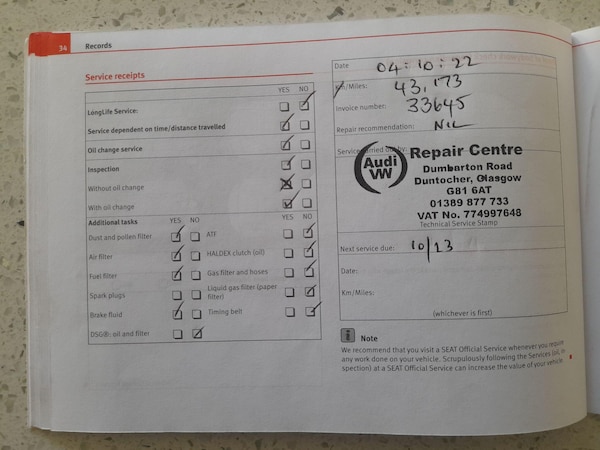 34 Records
Service receipts
YES NO
LongLife Service:
Service dependent on time/distance travelled
Oil change service
Inspection
Without oil change
With oil change
Additional tasks YES NO YES NO
Dust and pollen filter
Air filter
Fuel filter
Spark plugs
Brake fluid
DSG®: oil and filter
ATF
HALDEX clutch (oil)
Gas filter and hoses
Liquid gas filter (paper
filter)
Timing belt
Date 04:10:22
Km/Miles: 43,173
Invoice number: 33645
Repair recommendation: NIL
Service carried out by:
Audi
VW
Repair Centre
Dumbarton Road
Duntocher, Glasgow
G81 6AT
01389 877 733
VAT No. 774997648
Technical Service Stamp
Next service due: 10/23
Date:
Km/Miles:
(whichever is first)
Note
We recommend that you visit a SEAT Official Service whenever you require
any work done on your vehicle. Scrupulously following the Services (oil, in-
spection) at a SEAT Official Service can increase the value of your vehicle.